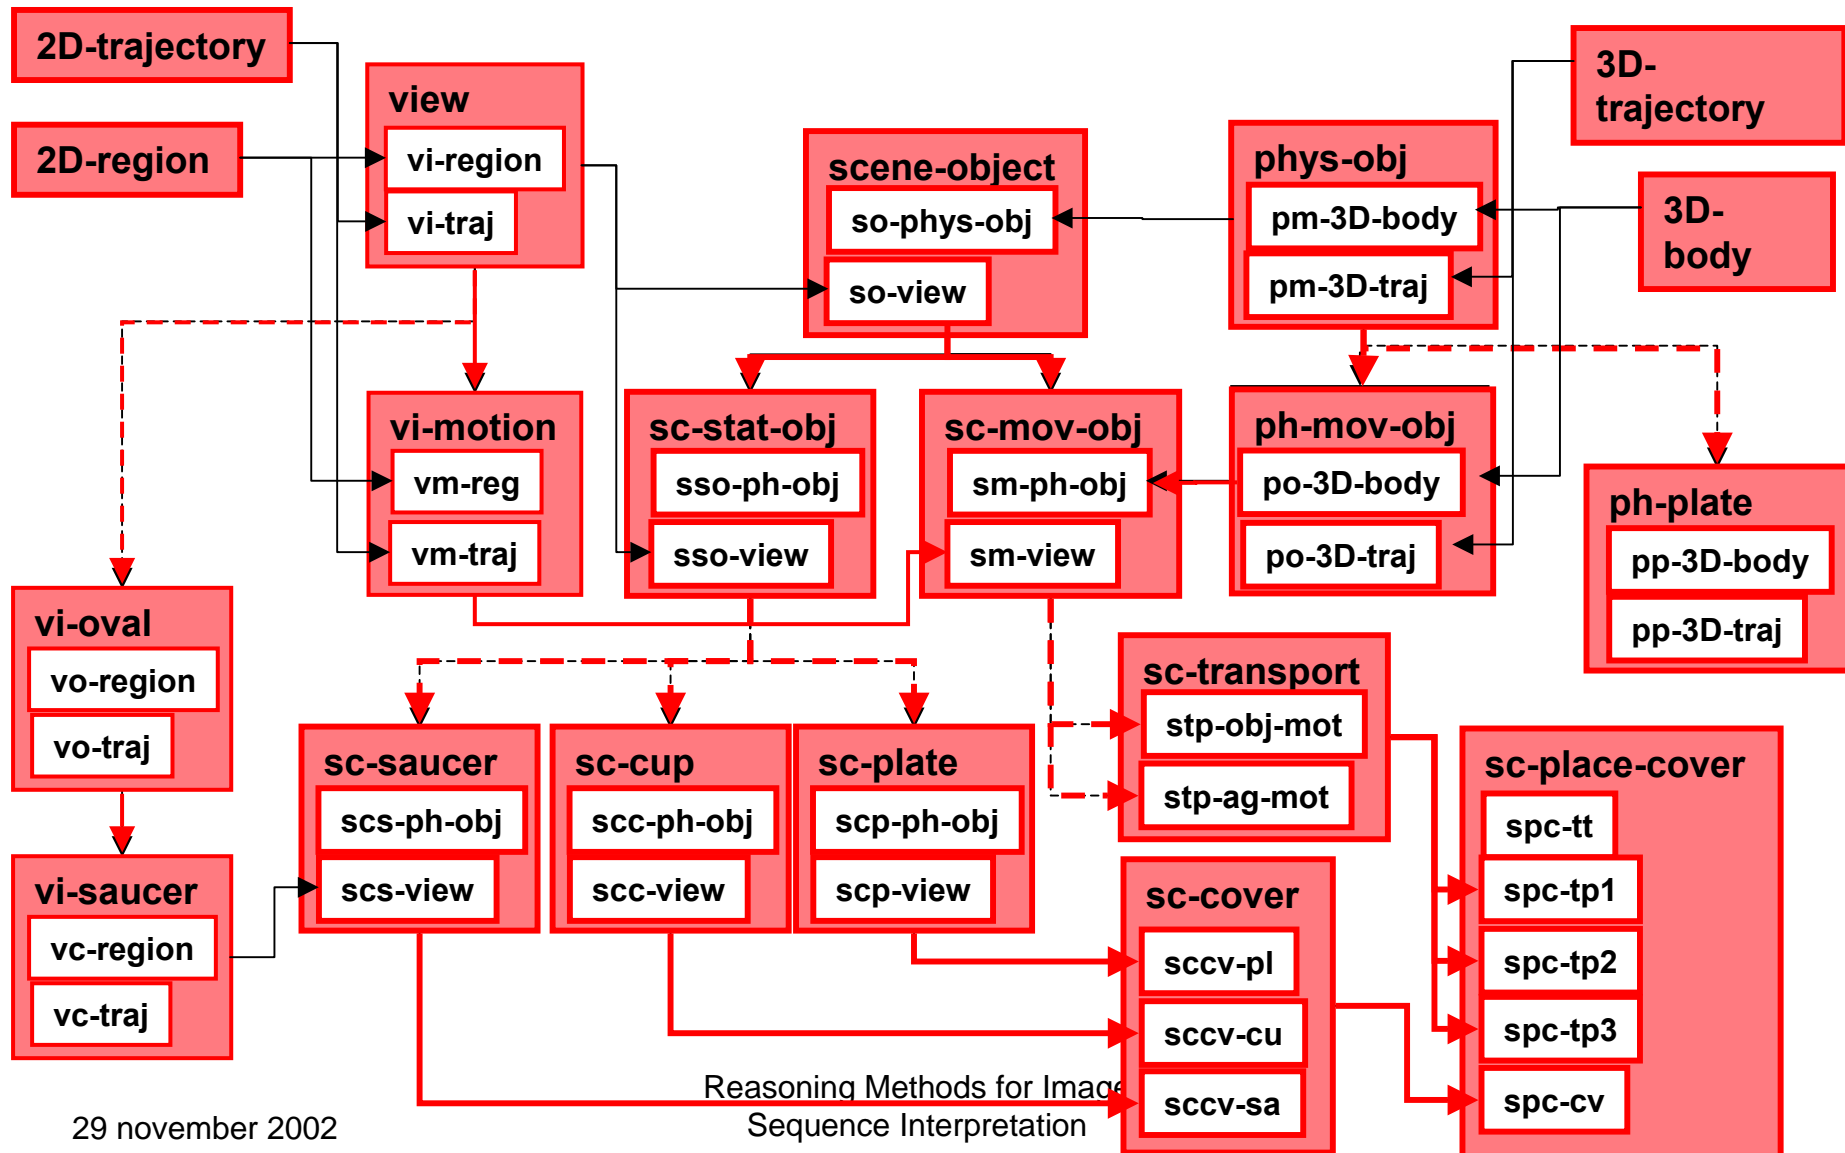 2D-trajectory
2D-region
view
vi-region
vi-traj
scene-object
so-phys-obj
so-view
phys-obj
pm-3D-body
pm-3D-traj
3D-
trajectory
3D-
body
vi-motion
vm-reg
vm-traj
sc-stat-obj
sso-ph-obj
sso-view
sc-mov-obj
sm-ph-obj
sm-view
ph-mov-obj
po-3D-body
po-3D-traj
ph-plate
pp-3D-body
pp-3D-traj
vi-oval
vo-region
vo-traj
vi-saucer
vc-region
vc-traj
sc-saucer
scs-ph-obj
scs-view
sc-cup
scc-ph-obj
scc-view
sc-plate
scp-ph-obj
scp-view
sc-transport
stp-obj-mot
stp-ag-mot
sc-cover
sccv-pl
sccv-cu
sccv-sa
sc-place-cover
spc-tt
spc-tp1
spc-tp2
spc-tp3
spc-cv
29 november 2002
Reasoning Methods for Image
Sequence Interpretation